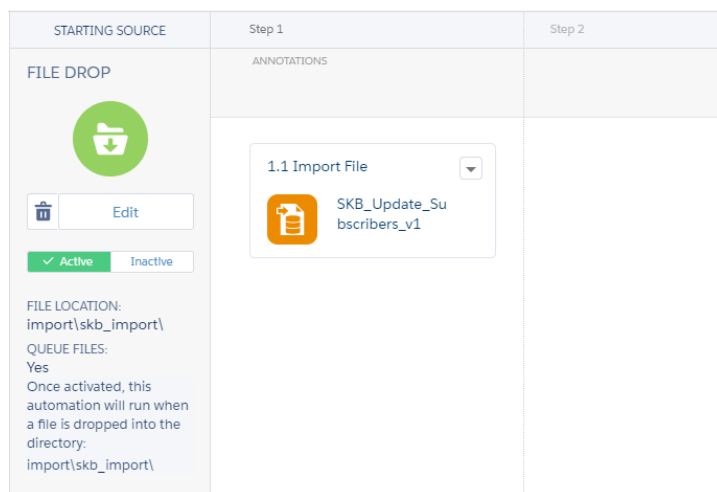 STARTING SOURCE
Step 1
Step 2
FILE DROP
ANNOTATIONS
1.1 Import File
SKB_Update_Su
bscribers_v1
Edit
Active
Inactive
FILE LOCATION:
import\skb_import\
QUEUE FILES:
Yes
Once activated, this
automation will run when
a file is dropped into the
directory:
import\skb_import\